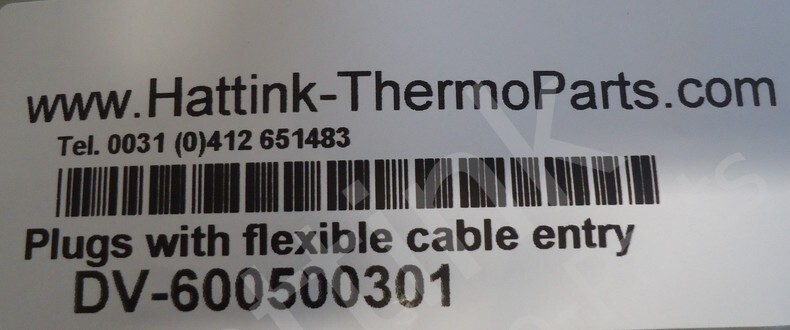 www.Hattink-ThermoParts.com
Tel. 0031 (0)412 651483
Plugs with flexible cable entry
DV-600500301